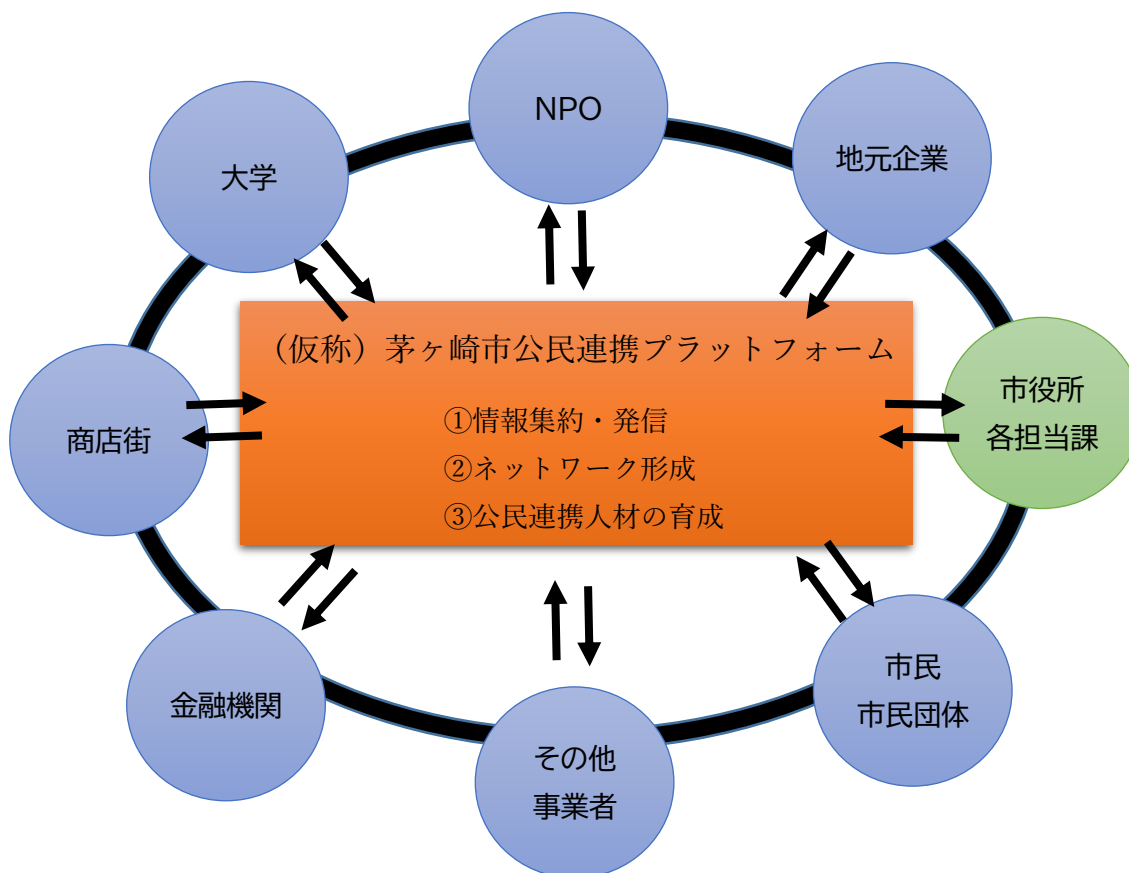 NPO
地元企業
大学
（仮称）茅ヶ崎市公民連携プラットフォーム
①情報集約・発信
②ネットワーク形成
③公民連携人材の育成
市役所
各担当課
商店街
市民
市民団体
金融機関
その他
事業者